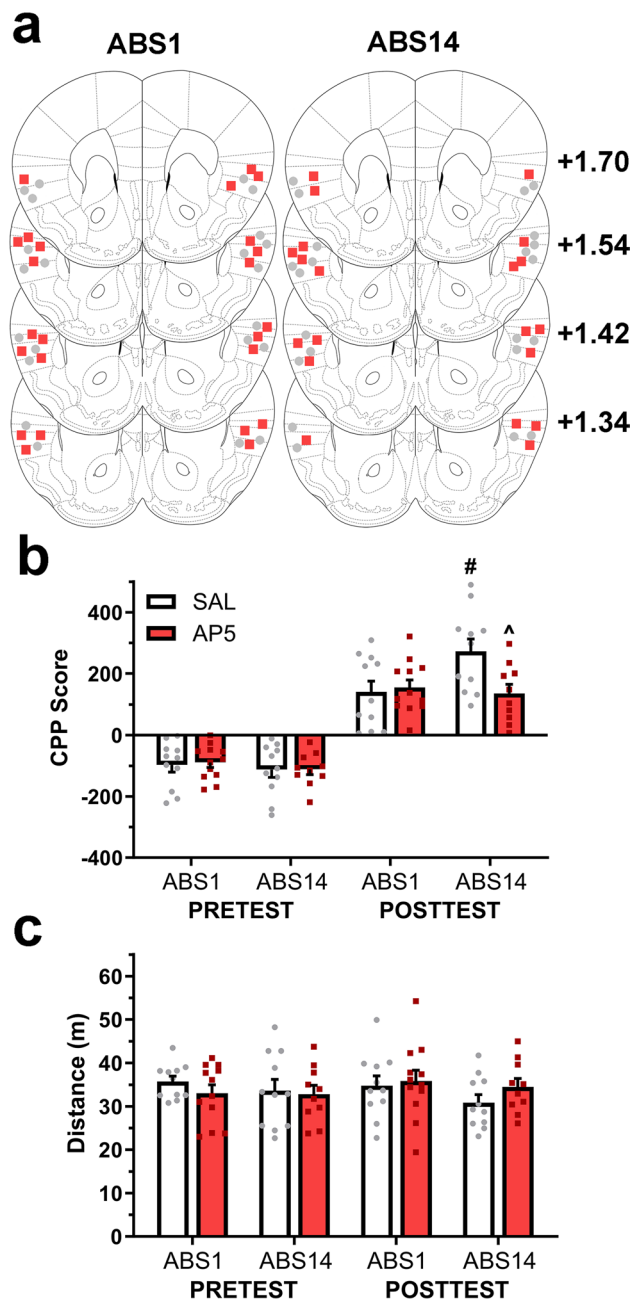 a
ABS1 ABS14
+1.70
+1.54
+1.42
+1.34
b
#
^
SAL
AP5
CPP Score
400
200
0
-200
-400
ABS1 ABS14 ABS1 ABS14
PRETEST POSTTEST
c
Distance (m)
60
50
40
30
20
10
0
ABS1 ABS14 ABS1 ABS14
PRETEST POSTTEST